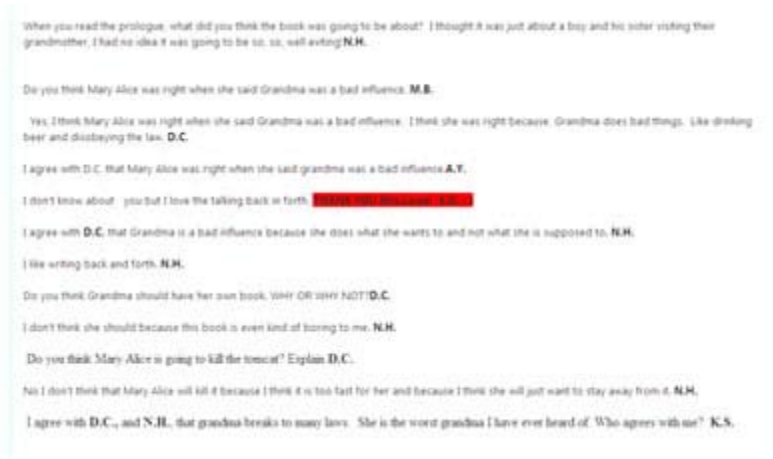 When you read the prologue, what did you think the book was going to be about? I thought it was just about a boy and his sister visiting their
grandmother, I had no idea it was going to be so, so, well exiting! N.H.
Do you think Mary Alice was right when she said Grandma was a bad influence. M.B.
Yes, I think Mary Alice was right when she said Grandma was a bad influence. I think she was right because Grandma does bad things. Like drinking
beer and disobeying the law. D.C.
I agree with D.C. that Mary Alice was right when she said grandma was a bad influence A.Y.
I don't know about you but I love the talking back in forth. THANK YOU
I agree with D.C. that Grandma is a bad influence because she does what she wants to and not what she is supposed to. N.H.
I like writing back and forth. N.H.
Do you think Grandma should have her own book. WHY OR WHY NOT? D.C.
I don't think she should because this book is even kind of boring to me. N.H.
Do you think Mary Alice is going to kill the tomcat? Explain D.C.
No I don't think that Mary Alice will kill it because I think it is too fast for her and because I think she will just want to stay away from it. N.H.
I agree with D.C., and N.H., that grandma breaks to many laws. She is the worst grandma I have ever heard of. Who agrees with me? K.S.